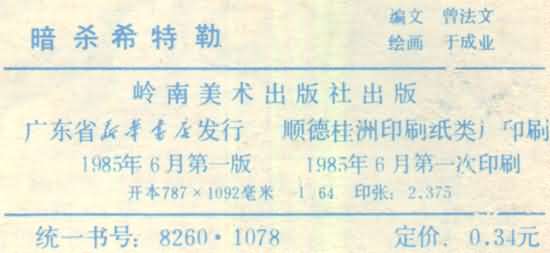 暗杀希特勒
编文 曾法文
绘画 于成业
岭南美术出版社出版
广东省新华书店发行 顺德桂洲印刷纸类厂印刷
1985年6月第一版 1985年6月第一次印刷
开本787×1092毫米 1/64 印张：2.375
统一书号：8260·1078 定价：0.34元